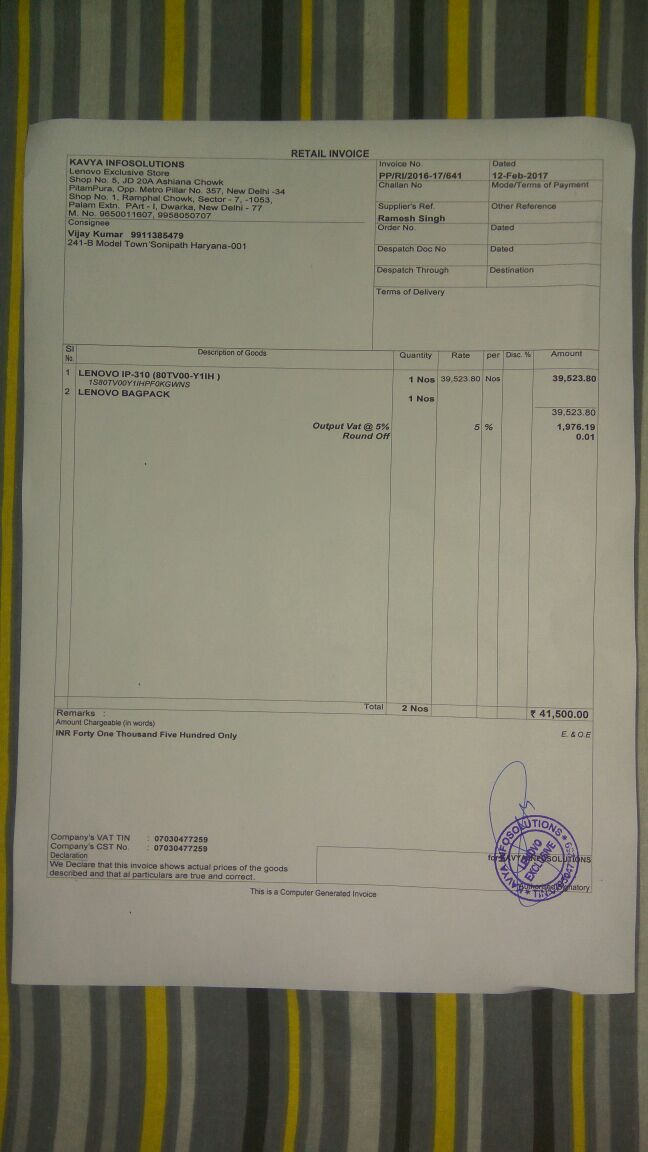 RETAIL INVOICE
KAVYA INFOSOLUTIONS
Lenovo Exclusive Store
Shop No. 5, JD 20A Ashiana Chowk
PitamPura, Opp. Metro Pillar No. 357, New Delhi -34
Shop No. 1, Ramphal Chowk, Sector - 7, -1053,
Palam Extn. PArt - I, Dwarka, New Delhi - 77
M. No. 9650011607, 9958050707
Consignee
Vijay Kumar 9911385479
241-B Model Town Sonipath Haryana-001
Invoice No. Dated
PP/RI/2016-17/641 12-Feb-2017
Challan No Mode/Terms of Payment
Supplier's Ref. Other Reference
Ramosh Singh
Order No. Dated
Despatch Doc No Dated
Despatch Through Destination
Terms of Delivery
Sl No. Description of Goods Quantity Rate per Disc. % Amount
1 LENOVO IP-310 (80TV00-Y1IH ) 1 Nos 39,523.80 Nos 39,523.80
1S80TV00Y1IHPF0KGWNS
2 LENOVO BAGPACK 1 Nos
39,523.80
Output Vat @ 5% 5 % 1,976.19
Round Off 0.01
Total 2 Nos ₹ 41,500.00
Remarks :
Amount Chargeable (in words)
INR Forty One Thousand Five Hundred Only E. & O.E
Company's VAT TIN : 07030477259
Company's CST No. : 07030477259
Declaration
We Declare that this invoice shows actual prices of the goods
described and that al particulars are true and correct.
for KAVYA INFOSOLUTIONS
Authorised Signatory
KAVYA INFOSOLUTIONS
LENOVO
EXCLUSIVE
This is a Computer Generated Invoice